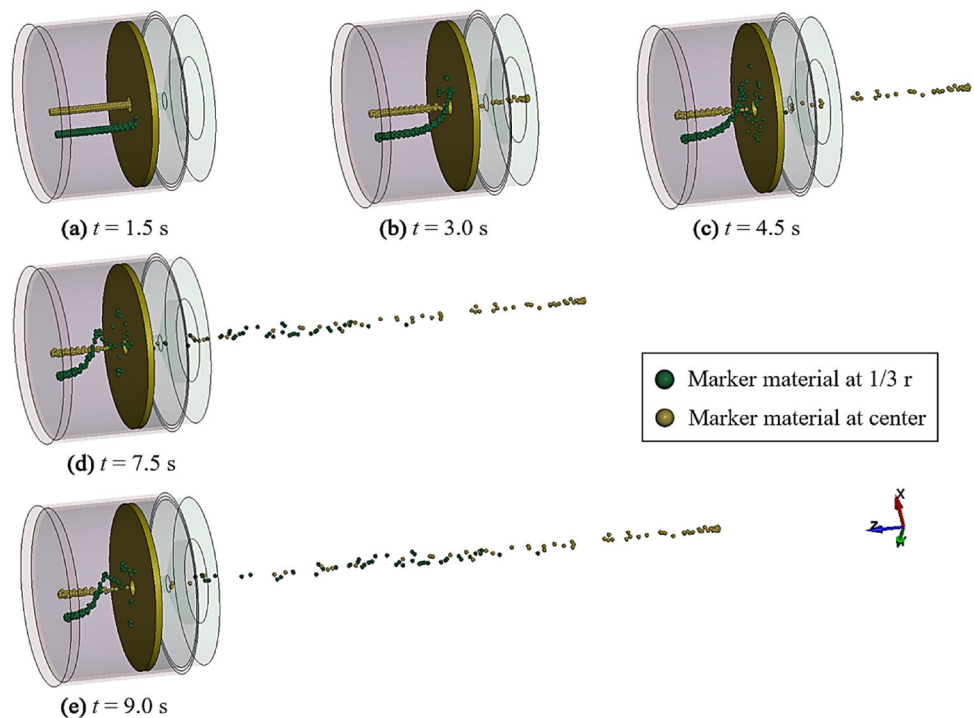 (a) t = 1.5 s
(b) t = 3.0 s
(c) t = 4.5 s
(d) t = 7.5 s
Marker material at 1/3 r
Marker material at center
X
Z
Y
(e) t = 9.0 s